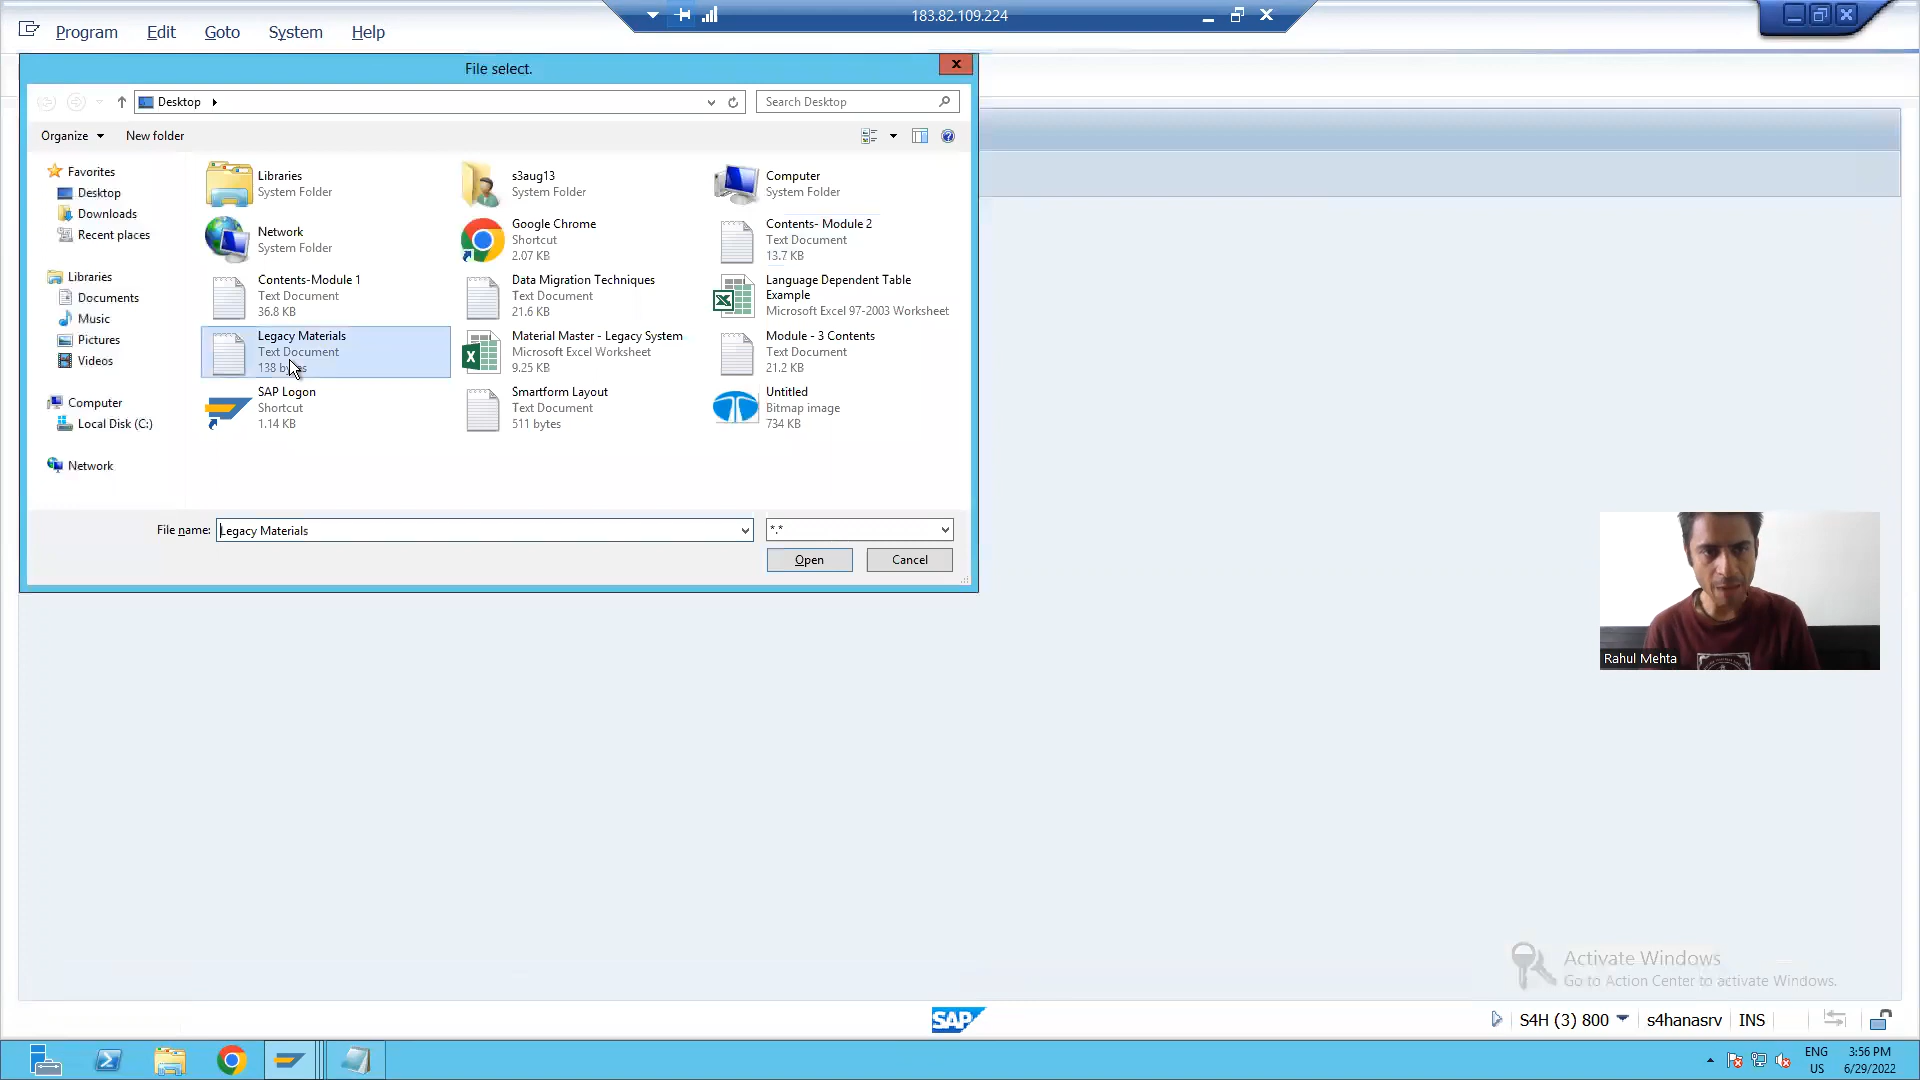 183.82.109.224
Program Edit Goto System Help
File select.
Desktop
Search Desktop
Organize New folder
Favorites
Desktop
Downloads
Recent places
Libraries
Documents
Music
Pictures
Videos
Computer
Local Disk (C:)
Network
Libraries
System Folder
s3aug13
System Folder
Computer
System Folder
Network
System Folder
Google Chrome
Shortcut
2.07 KB
Contents- Module 2
Text Document
13.7 KB
Contents-Module 1
Text Document
36.8 KB
Data Migration Techniques
Text Document
21.6 KB
Language Dependent Table
Example
Microsoft Excel 97-2003 Worksheet
Legacy Materials
Text Document
138 bytes
Material Master - Legacy System
Microsoft Excel Worksheet
9.25 KB
Module - 3 Contents
Text Document
21.2 KB
SAP Logon
Shortcut
1.14 KB
Smartform Layout
Text Document
511 bytes
Untitled
Bitmap image
734 KB
File name: Legacy Materials *.*
Open Cancel
Rahul Mehta
Activate Windows
Go to Action Center to activate Windows.
SAP
S4H (3) 800 s4hanasrv INS
ENG 3:56 PM
US 6/29/2022